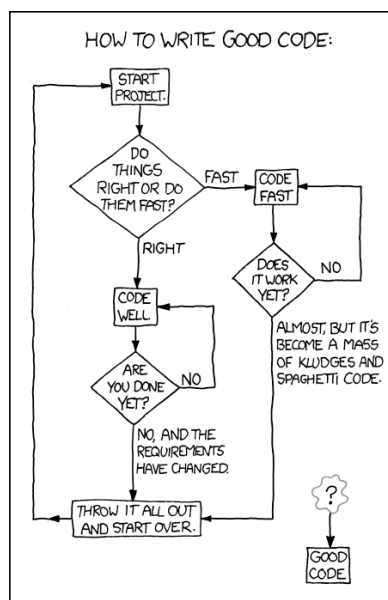 HOW TO WRITE GOOD CODE:
START
PROJECT.
DO
THINGS
RIGHT OR DO
THEM FAST?
FAST
CODE
FAST
RIGHT
DOES
IT WORK
YET?
NO
CODE
WELL
ALMOST, BUT IT'S
BECOME A MASS
OF KLUDGES AND
SPAGHETTI CODE.
ARE
YOU DONE
YET?
NO
NO, AND THE
REQUIREMENTS
HAVE CHANGED.
THROW IT ALL OUT
AND START OVER.
?
GOOD
CODE